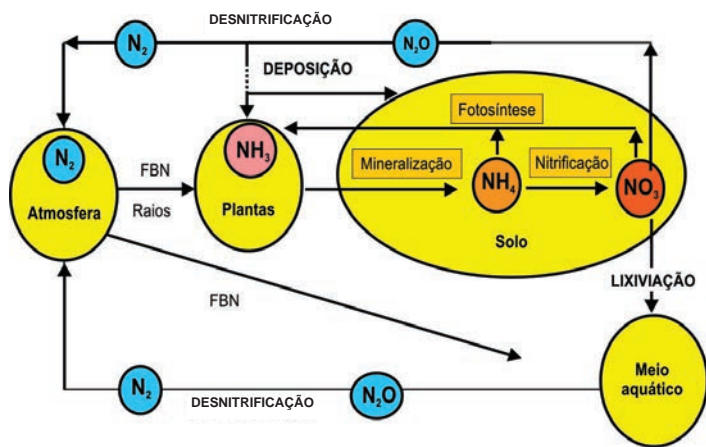 DESNITRIFICAÇÃO
N₂
N₂O
DEPOSIÇÃO
Fotosíntese
N₂
NH₃
FBN
Mineralização
NH₄
Nitrificação
NO₃
Atmosfera
Raios
Plantas
Solo
LIXIVIAÇÃO
FBN
Meio
aquático
N₂
DESNITRIFICAÇÃO
N₂O